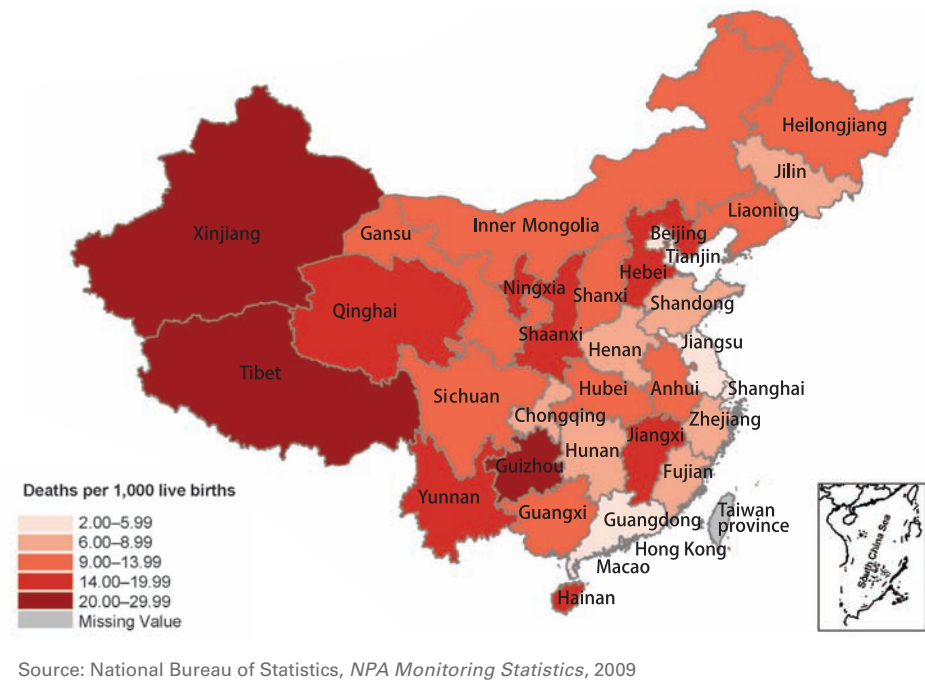 Heilongjiang
Jilin
Liaoning
Inner Mongolia
Xinjiang
Gansu
Beijing
Tianjin
Hebei
Ningxia
Shanxi
Shandong
Qinghai
Shaanxi
Henan
Jiangsu
Tibet
Sichuan
Hubei
Anhui
Shanghai
Chongqing
Zhejiang
Jiangxi
Hunan
Guizhou
Fujian
Yunnan
Guangxi
Guangdong
Taiwan
province
Hong Kong
Macao
Hainan
South China Sea
Deaths per 1,000 live births
2.00–5.99
6.00–8.99
9.00–13.99
14.00–19.99
20.00–29.99
Missing Value
Source: National Bureau of Statistics, NPA Monitoring Statistics, 2009